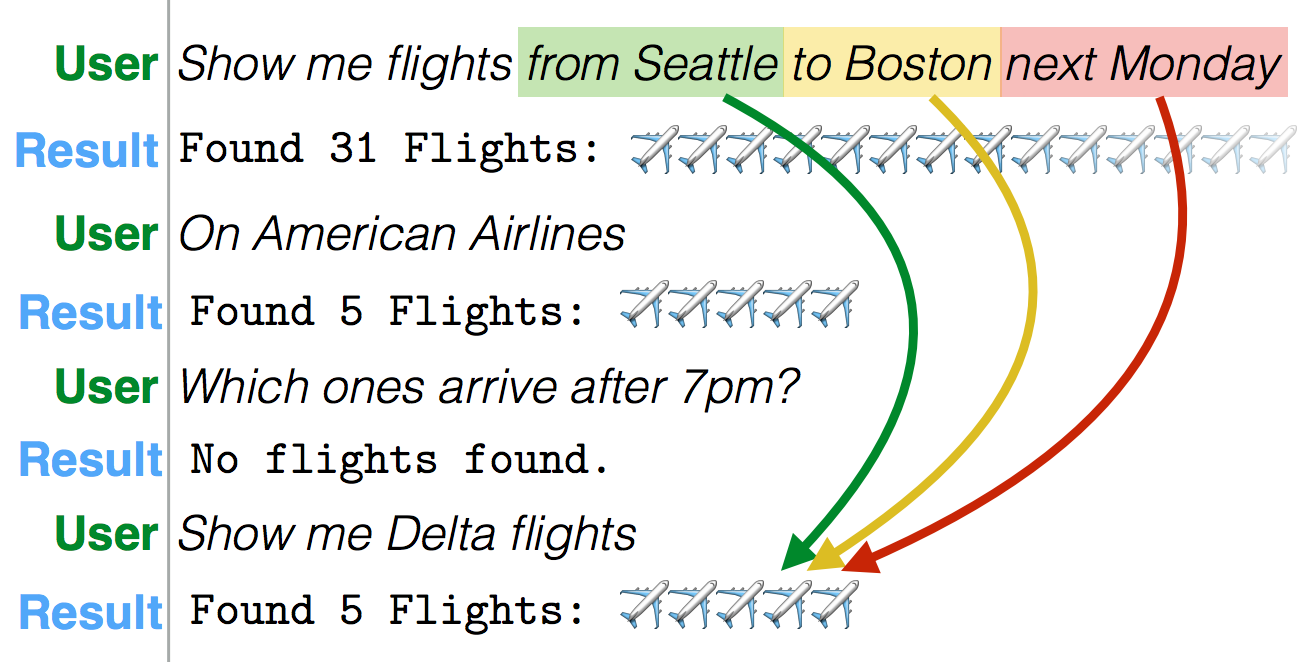 User Show me flights from Seattle to Boston next Monday
Result Found 31 Flights:
User On American Airlines
Result Found 5 Flights:
User Which ones arrive after 7pm?
Result No flights found.
User Show me Delta flights
Result Found 5 Flights: